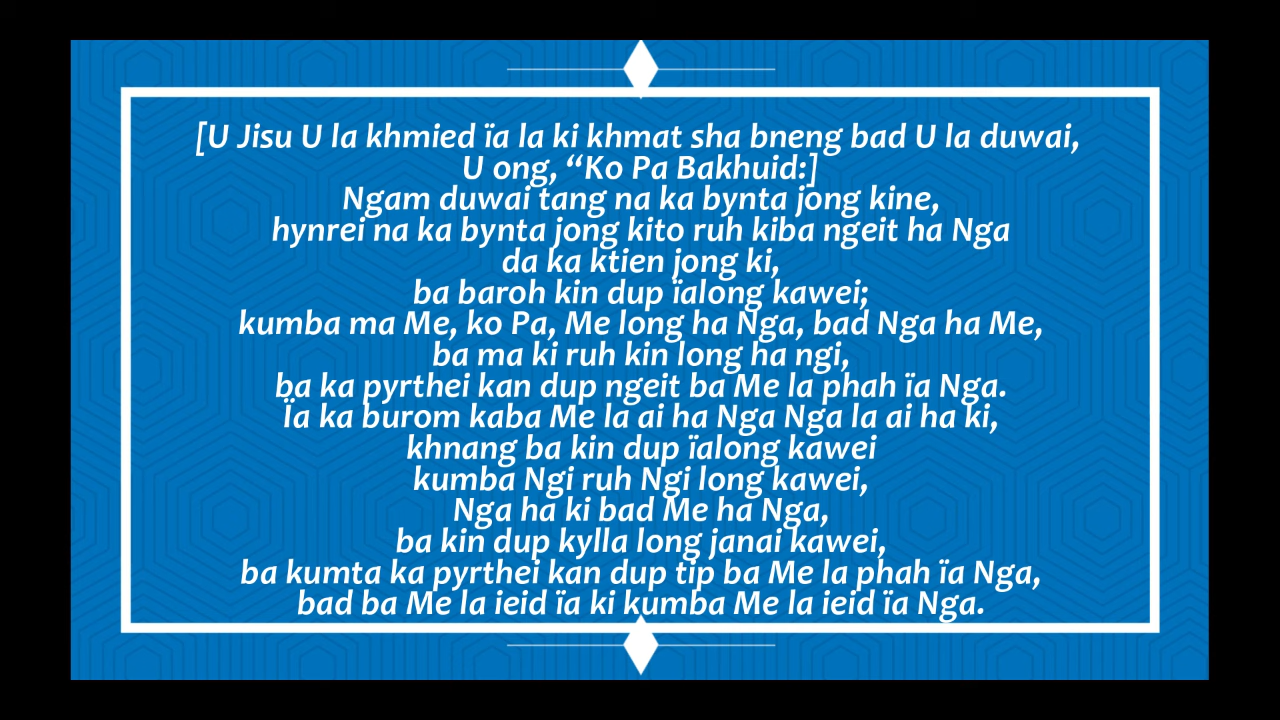 [U Jisu U la khmied ïa la ki khmat sha bneng bad U la duwai,
U ong, “Ko Pa Bakhuid:]
Ngam duwai tang na ka bynta jong kine,
hynrei na ka bynta jong kito ruh kiba ngeit ha Nga
da ka ktien jong ki,
ba baroh kin dup ïalong kawei;
kumba ma Me, ko Pa, Me long ha Nga, bad Nga ha Me,
ba ma ki ruh kin long ha ngi,
ba ka pyrthei kan dup ngeit ba Me la phah ïa Nga.
Ïa ka burom kaba Me la ai ha Nga Nga la ai ha ki,
khnang ba kin dup ïalong kawei
kumba Ngi ruh Ngi long kawei,
Nga ha ki bad Me ha Nga,
ba kin dup kylla long janai kawei,
ba kumta ka pyrthei kan dup tip ba Me la phah ïa Nga,
bad ba Me la ieid ïa ki kumba Me la ieid ïa Nga.